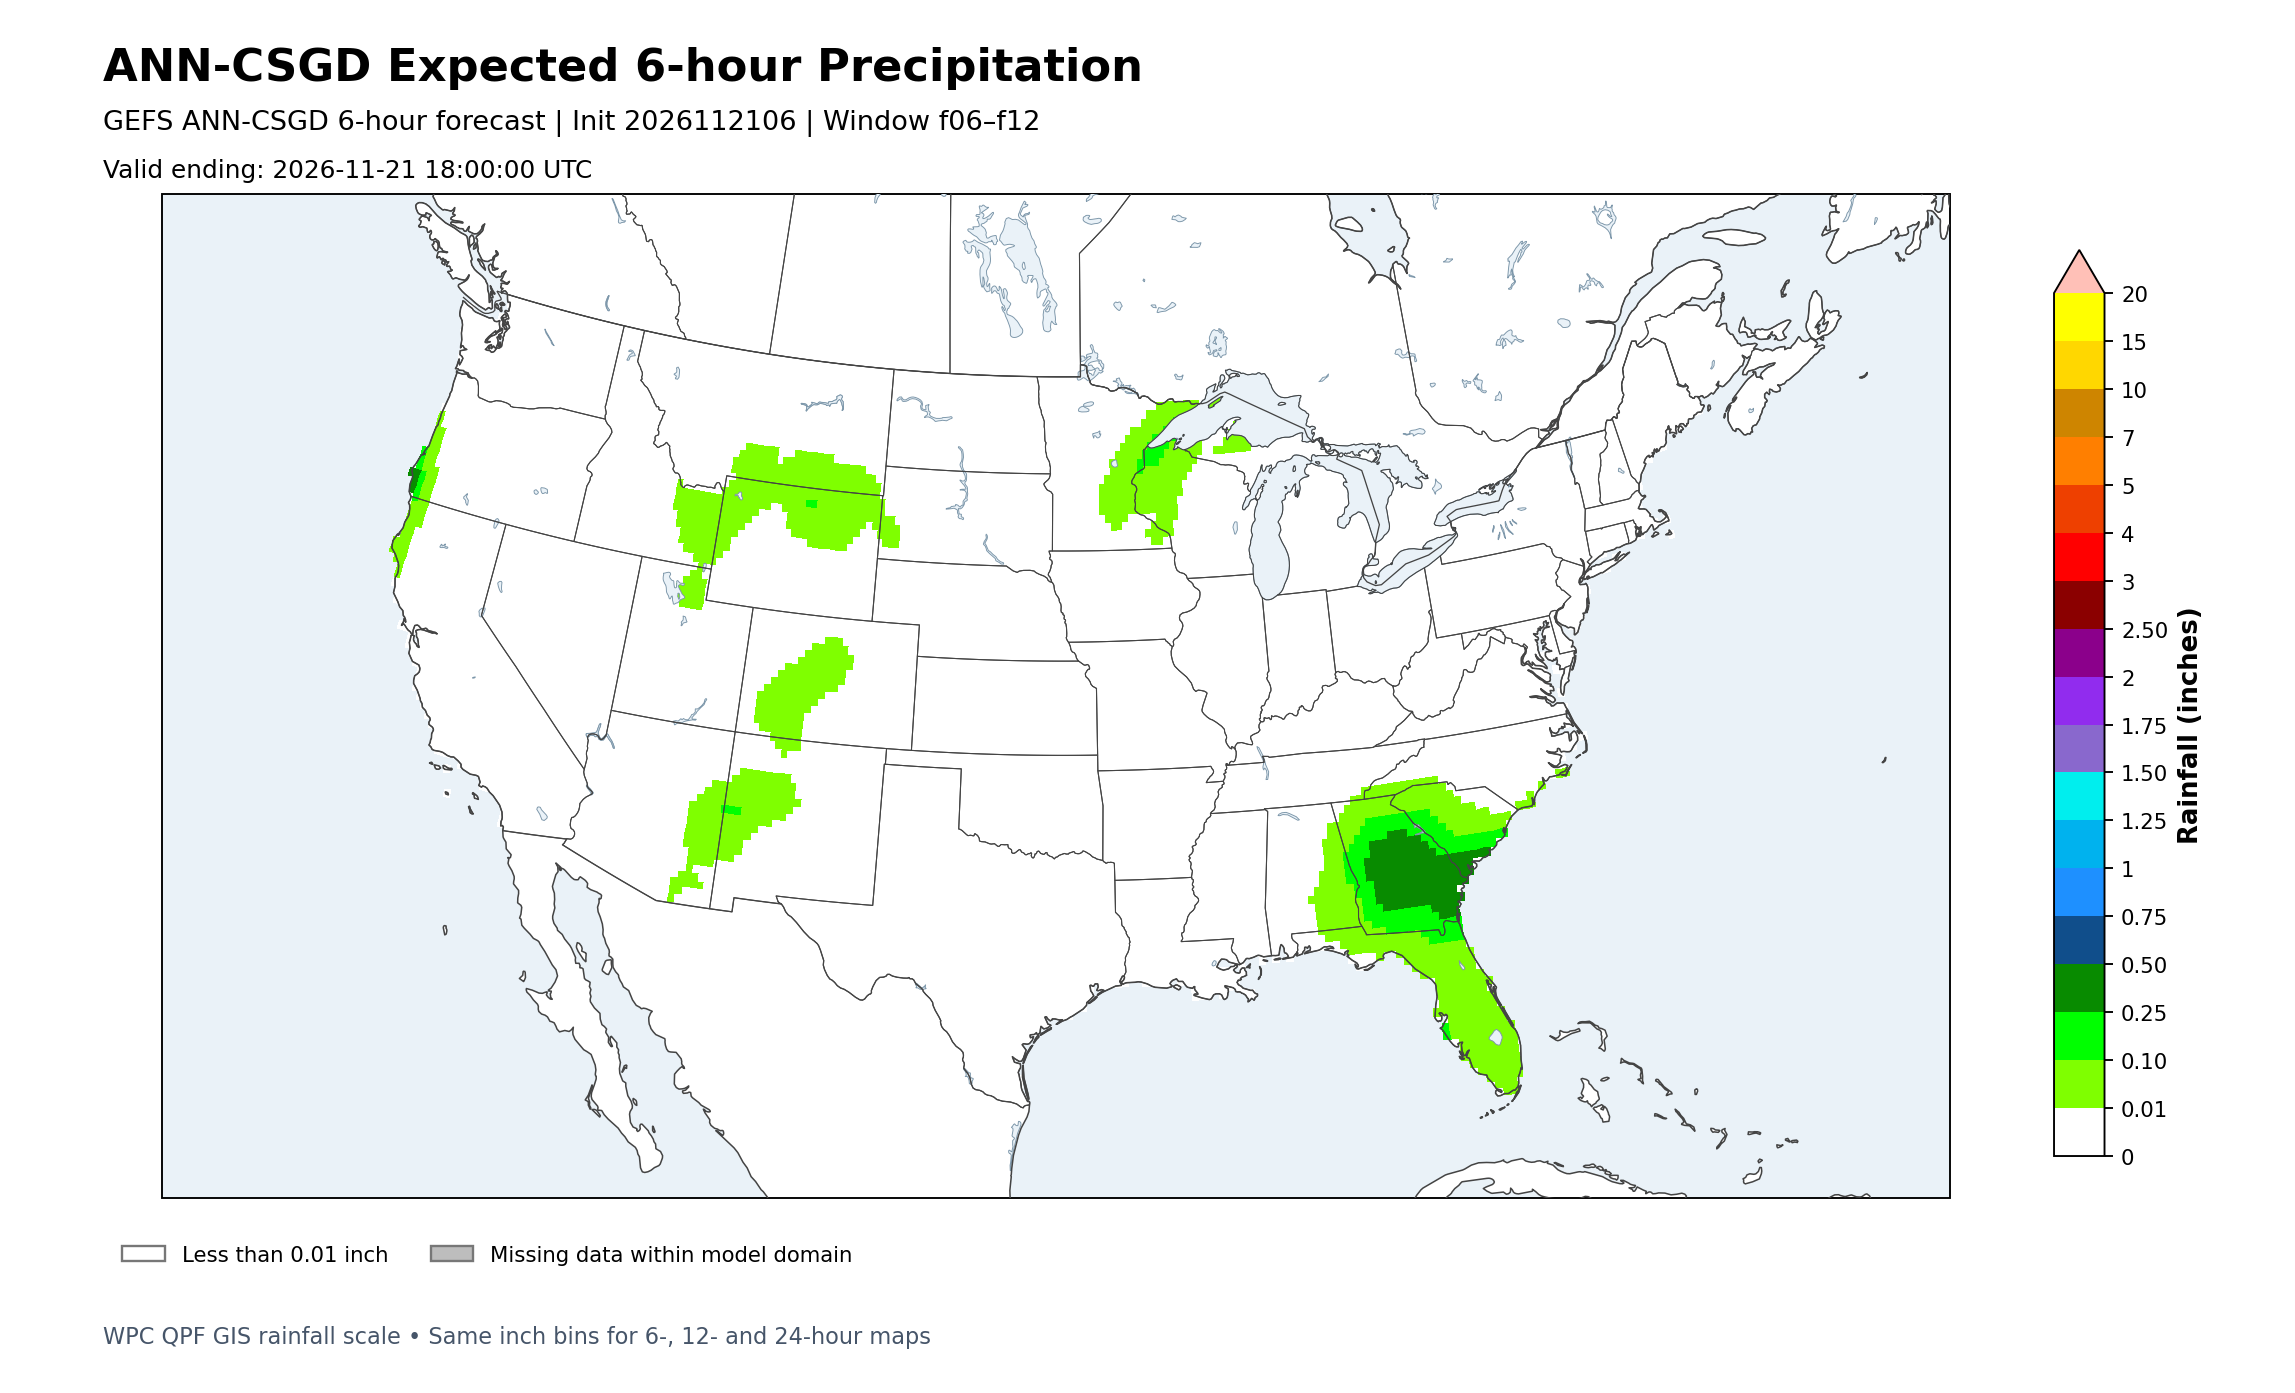 ANN-CSGD Expected 6-hour Precipitation
GEFS ANN-CSGD 6-hour forecast | Init 2026112106 | Window f06–f12
Valid ending: 2026-11-21 18:00:00 UTC
20
15
10
7
5
4
3
2.50
2
1.75
1.50
1.25
1
0.75
0.50
0.25
0.10
0.01
0
Rainfall (inches)
Less than 0.01 inch
Missing data within model domain
WPC QPF GIS rainfall scale • Same inch bins for 6-, 12- and 24-hour maps